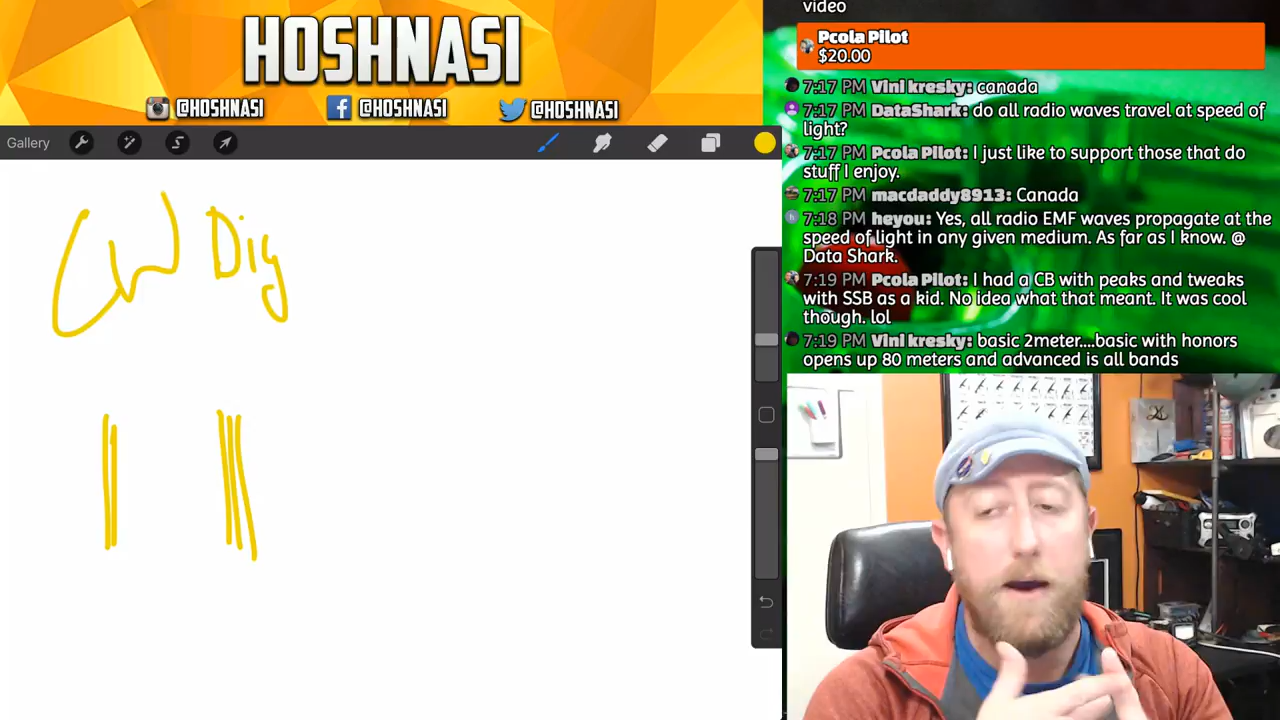 HOSHNASI
@HOSHNASI @HOSHNASI @HOSHNASI
Gallery
CW Dig
video
Pcola Pilot
$20.00
7:17 PM Vini kresky: canada
7:17 PM DataShark: do all radio waves travel at speed of
light?
7:17 PM Pcola Pilot: I just like to support those that do
stuff I enjoy.
7:17 PM macdaddy8913: Canada
7:18 PM heyou: Yes, all radio EMF waves propagate at the
speed of light in any given medium. As far as I know. @
Data Shark.
7:19 PM Pcola Pilot: I had a CB with peaks and tweaks
with SSB as a kid. No idea what that meant. It was cool
though. lol
7:19 PM Vini kresky: basic 2meter....basic with honors
opens up 80 meters and advanced is all bands